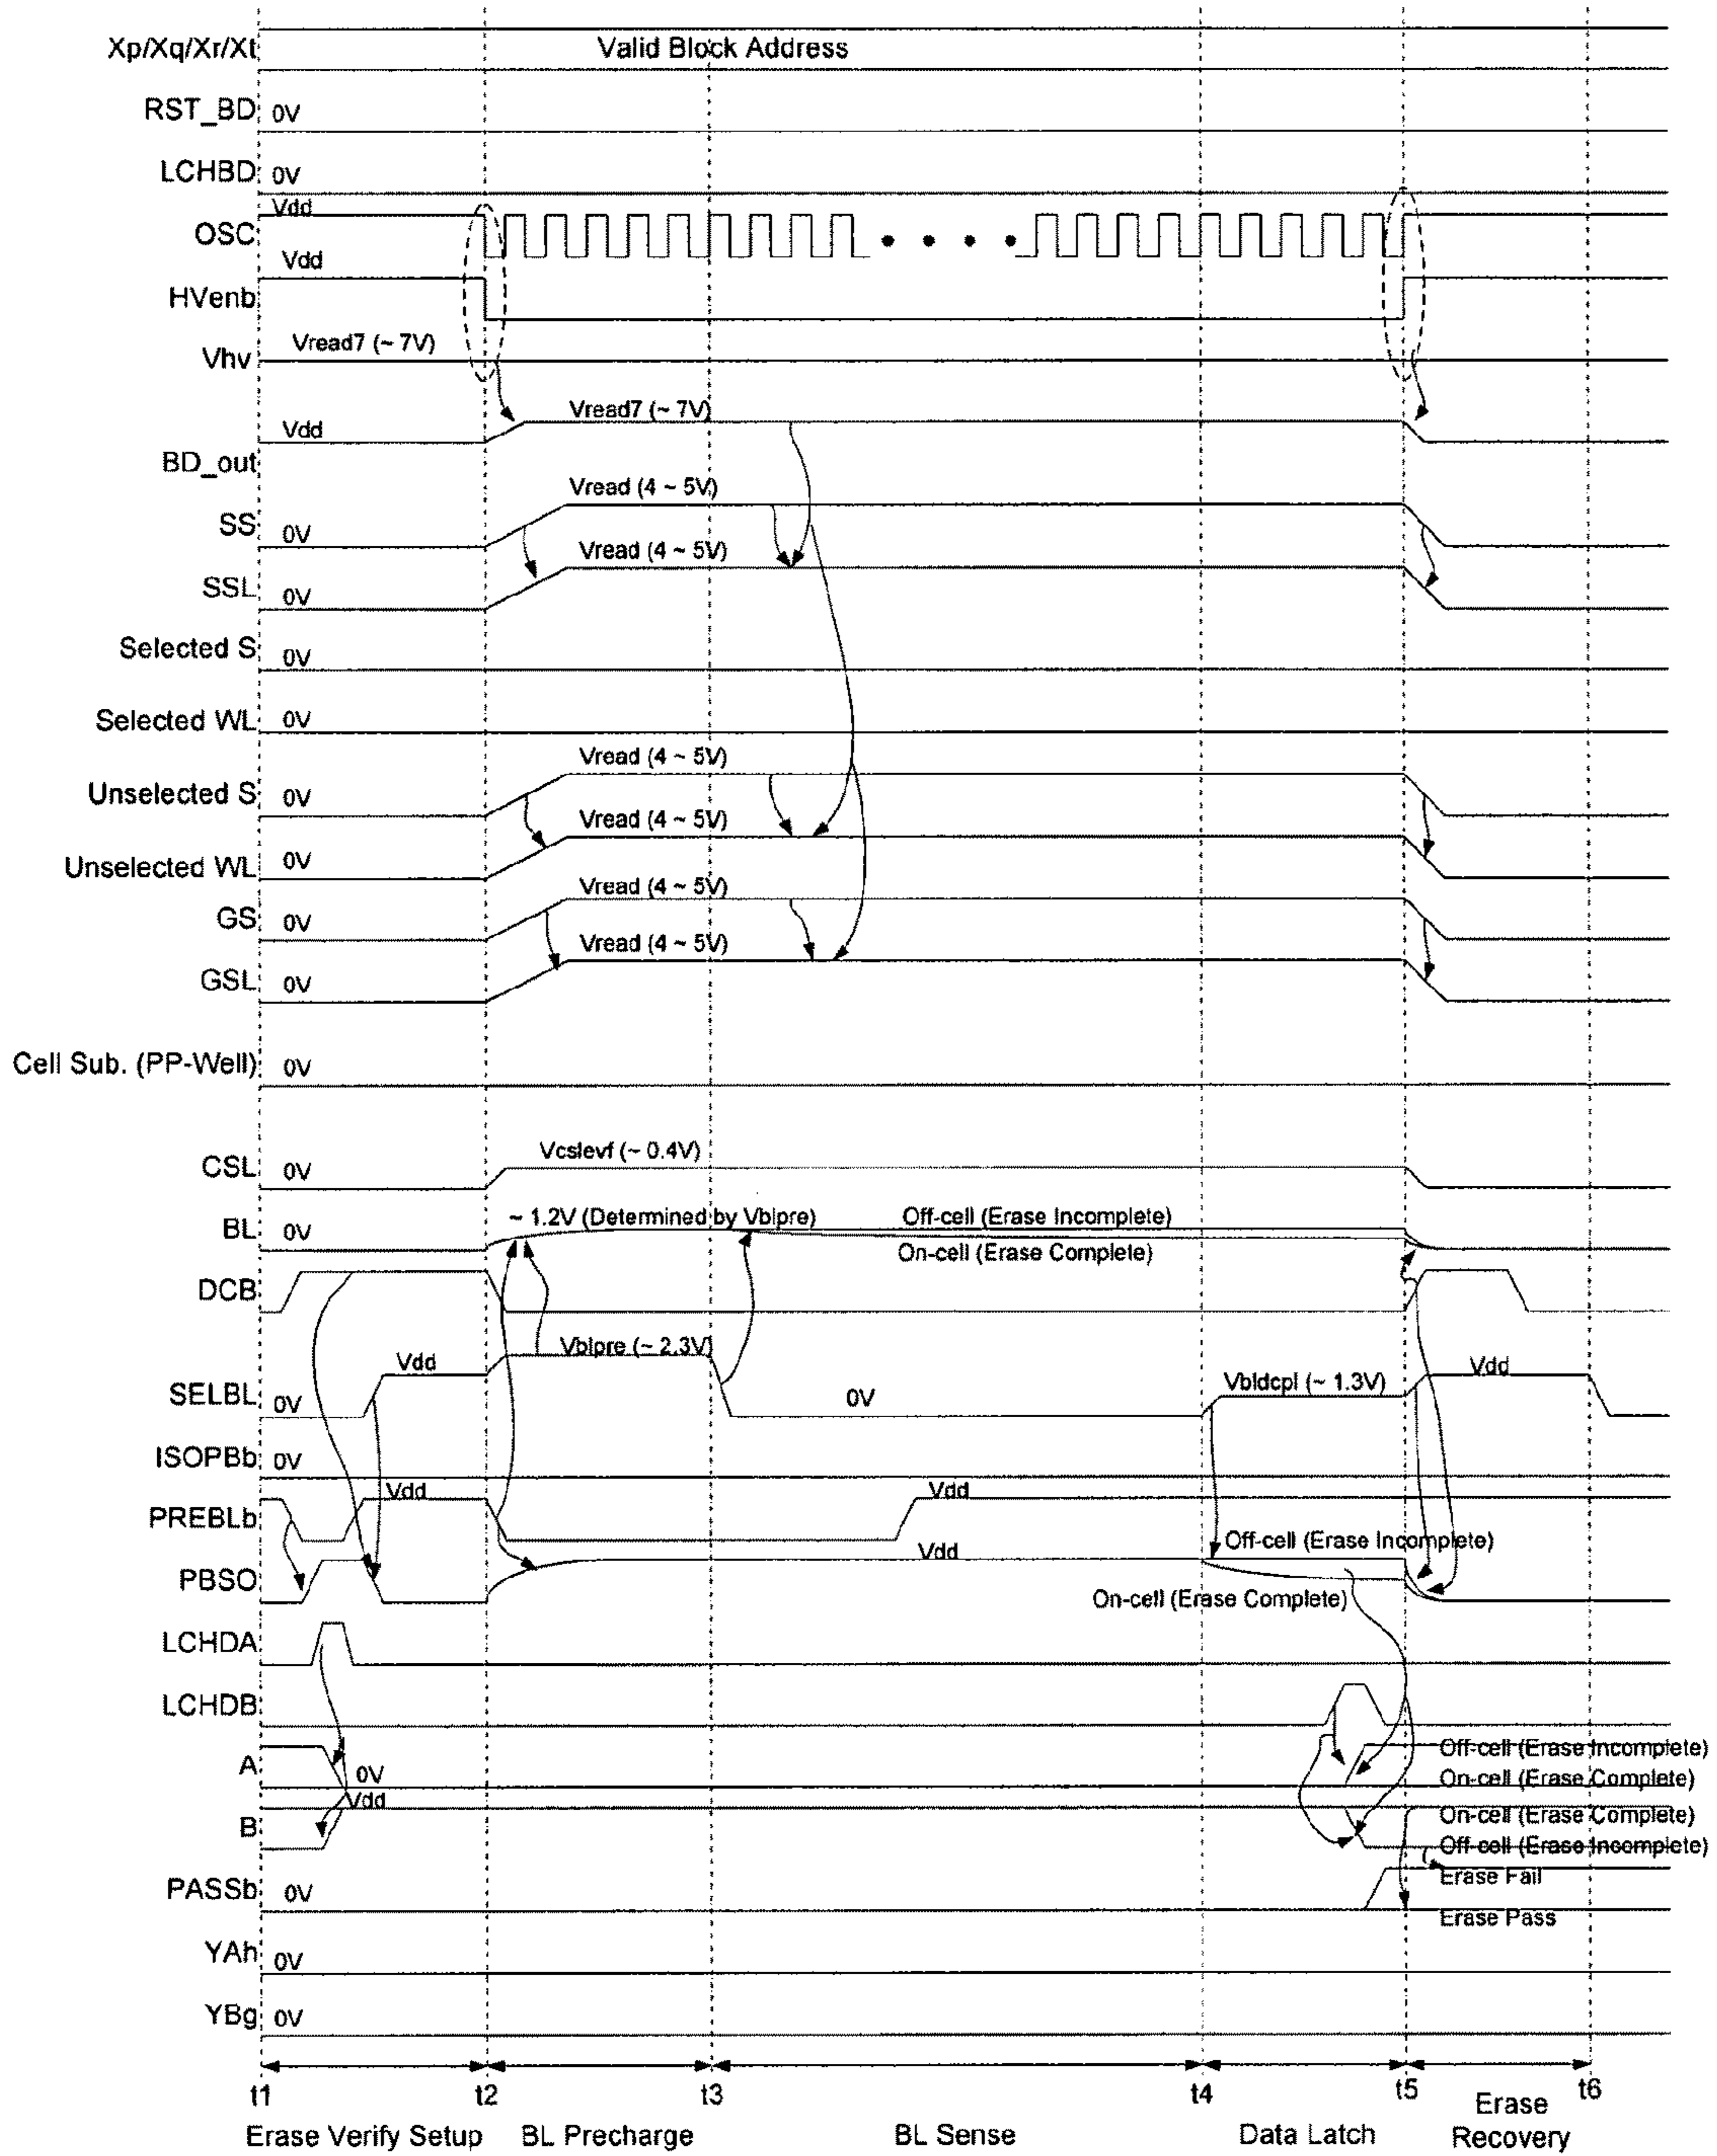 Xp/Xq/Xr/Xt Valid Block Address
RST_BD 0V
LCHBD 0V
OSC Vdd
HVenb Vdd
Vhv Vread7 (~ 7V)
Vread7 (~ 7V)
Vdd
BD_out
Vread (4 ~ 5V)
SS 0V
Vread (4 ~ 5V)
SSL 0V
Selected S 0V
Selected WL 0V
Vread (4 ~ 5V)
Unselected S 0V
Vread (4 ~ 5V)
Unselected WL 0V
Vread (4 ~ 5V)
GS 0V
Vread (4 ~ 5V)
GSL 0V
Cell Sub. (PP-Well) 0V
Vcslevf (~ 0.4V)
CSL 0V
~ 1.2V (Determined by Vblpre) Off-cell (Erase Incomplete)
BL 0V
On-cell (Erase Complete)
DCB
Vblpre (~ 2.3V)
Vdd Vbldcpl (~ 1.3V) Vdd
SELBL 0V 0V
ISOPBb 0V
Vdd Vdd
PREBLb
Vdd Off-cell (Erase Incomplete)
PBSO
On-cell (Erase Complete)
LCHDA
LCHDB
Off-cell (Erase Incomplete)
A 0V
On-cell (Erase Complete)
Vdd
On-cell (Erase Complete)
B
Off-cell (Erase Incomplete)
Erase Fail
PASSb 0V
Erase Pass
YAh 0V
YBg 0V
t1 t2 t3 t4 t5 t6
Erase Verify Setup BL Precharge BL Sense Data Latch Erase Recovery